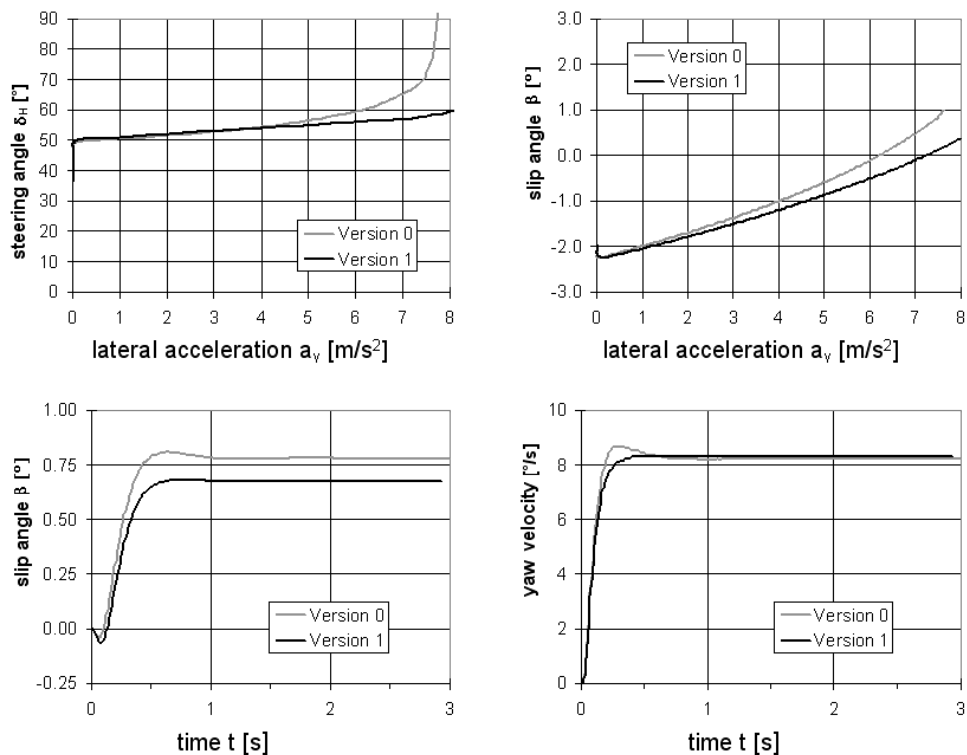 90
80
70
60
50
40
30
20
10
0
steering angle δH [°]
Version 0
Version 1
0 1 2 3 4 5 6 7 8
lateral acceleration ay [m/s²]
3.0
2.0
1.0
0.0
-1.0
-2.0
-3.0
slip angle β [º]
Version 0
Version 1
0 1 2 3 4 5 6 7 8
lateral acceleration ay [m/s²]
1.00
0.75
0.50
0.25
0.00
-0.25
slip angle β [º]
Version 0
Version 1
0 1 2 3
time t [s]
10
8
6
4
2
0
yaw velocity [°/s]
Version 0
Version 1
0 1 2 3
time t [s]